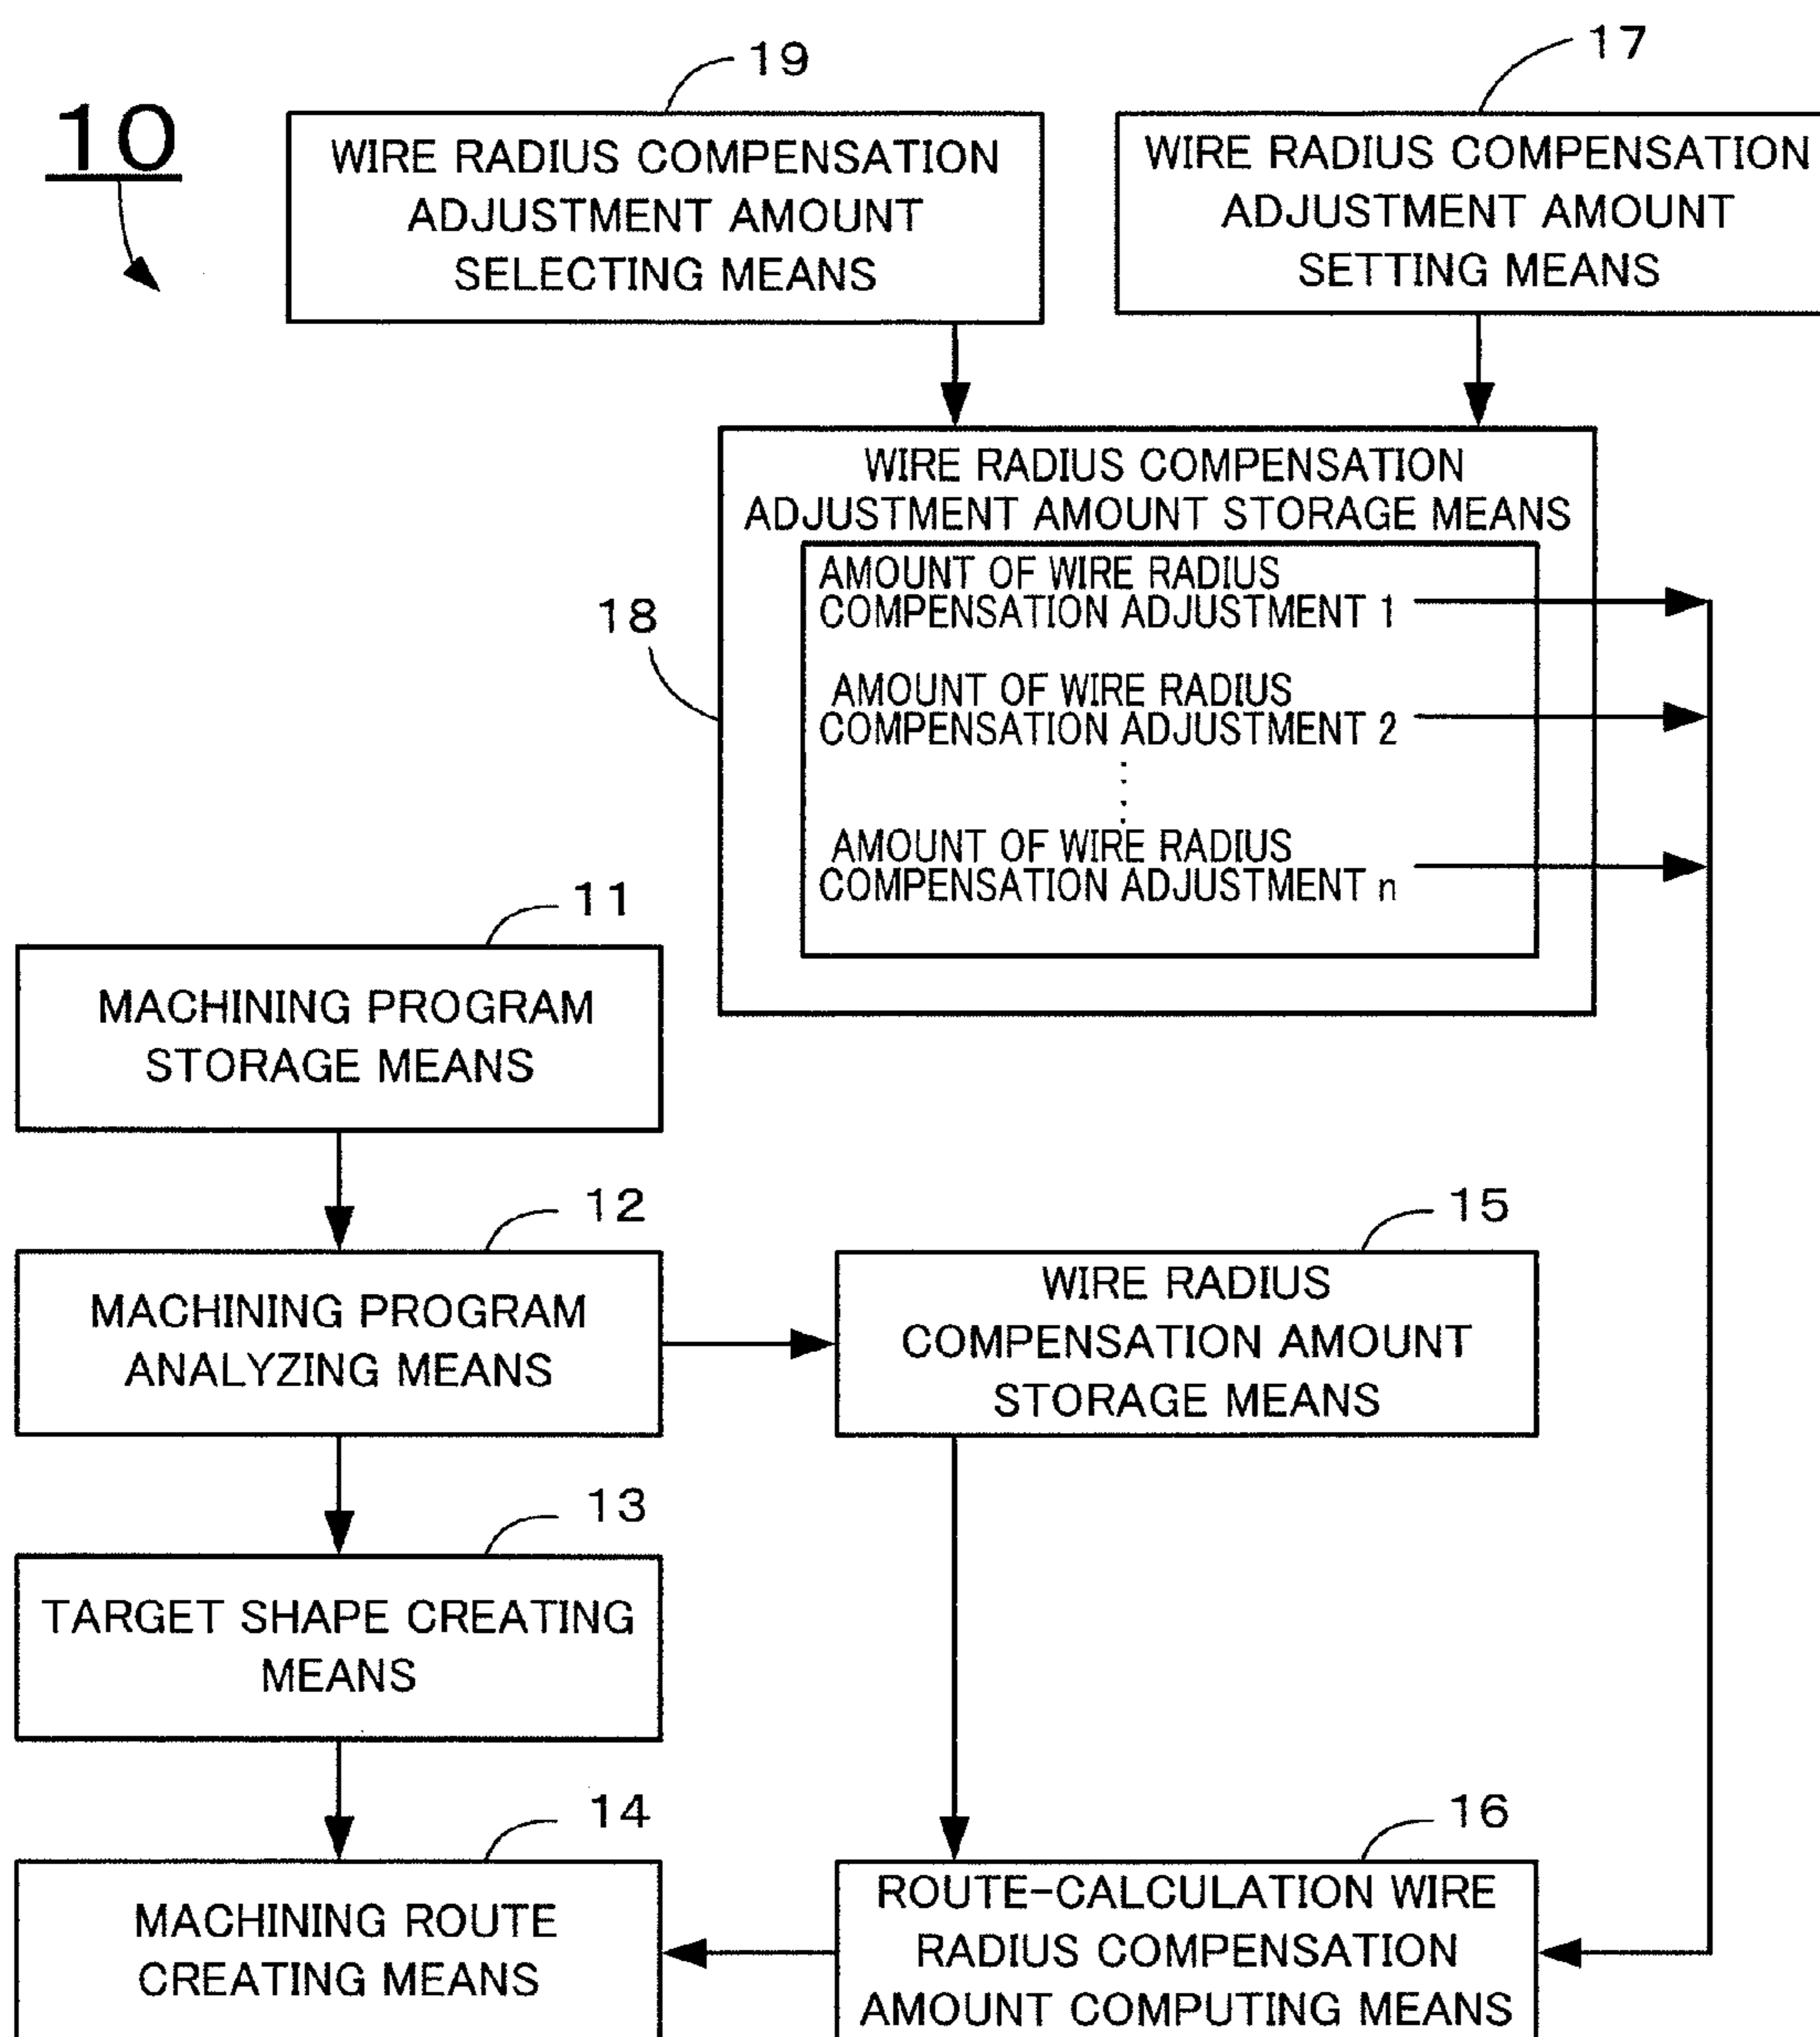 10
19
WIRE RADIUS COMPENSATION
ADJUSTMENT AMOUNT
SELECTING MEANS
17
WIRE RADIUS COMPENSATION
ADJUSTMENT AMOUNT
SETTING MEANS
18
WIRE RADIUS COMPENSATION
ADJUSTMENT AMOUNT STORAGE MEANS
AMOUNT OF WIRE RADIUS
COMPENSATION ADJUSTMENT 1
AMOUNT OF WIRE RADIUS
COMPENSATION ADJUSTMENT 2
AMOUNT OF WIRE RADIUS
COMPENSATION ADJUSTMENT n
11
MACHINING PROGRAM
STORAGE MEANS
12
MACHINING PROGRAM
ANALYZING MEANS
15
WIRE RADIUS
COMPENSATION AMOUNT
STORAGE MEANS
13
TARGET SHAPE CREATING
MEANS
14
MACHINING ROUTE
CREATING MEANS
16
ROUTE-CALCULATION WIRE
RADIUS COMPENSATION
AMOUNT COMPUTING MEANS